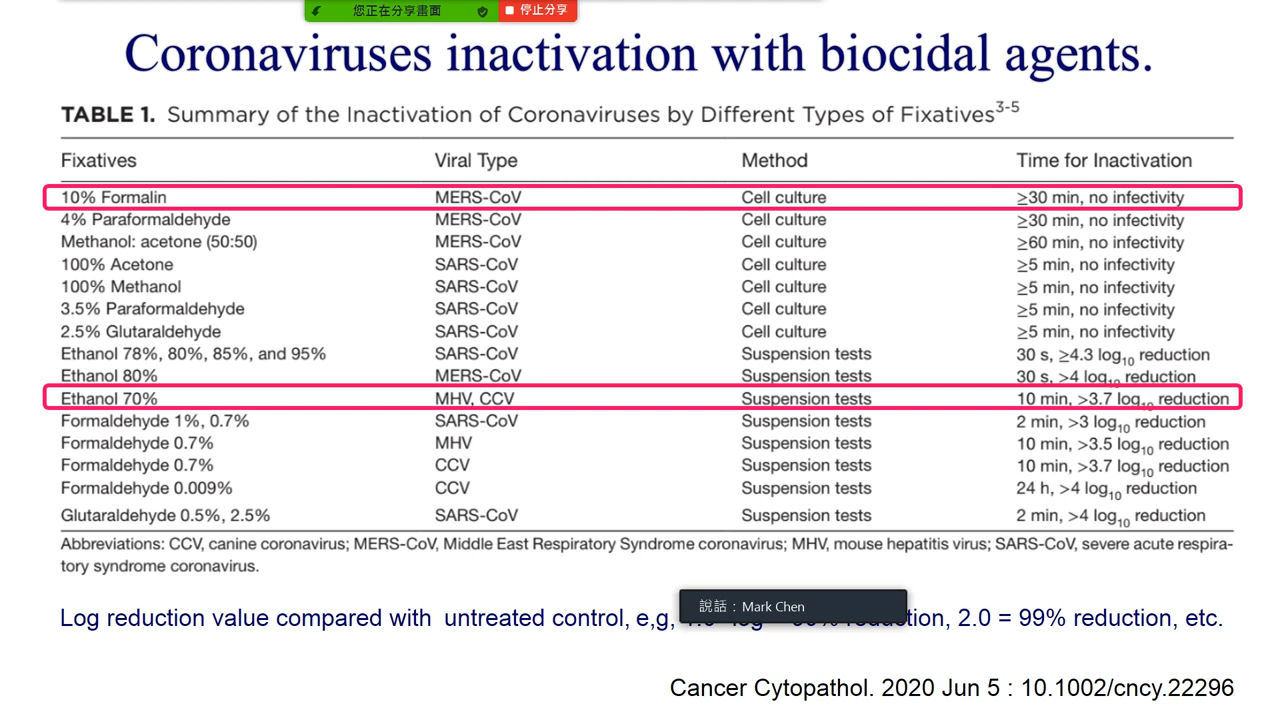 您正在分享畫面 停止分享
Coronaviruses inactivation with biocidal agents.
TABLE 1. Summary of the Inactivation of Coronaviruses by Different Types of Fixatives3-5
Fixatives Viral Type Method Time for Inactivation
10% Formalin MERS-CoV Cell culture ≥30 min, no infectivity
4% Paraformaldehyde MERS-CoV Cell culture ≥30 min, no infectivity
Methanol: acetone (50:50) MERS-CoV Cell culture ≥60 min, no infectivity
100% Acetone SARS-CoV Cell culture ≥5 min, no infectivity
100% Methanol SARS-CoV Cell culture ≥5 min, no infectivity
3.5% Paraformaldehyde SARS-CoV Cell culture ≥5 min, no infectivity
2.5% Glutaraldehyde SARS-CoV Cell culture ≥5 min, no infectivity
Ethanol 78%, 80%, 85%, and 95% SARS-CoV Suspension tests 30 s, ≥4.3 log10 reduction
Ethanol 80% MERS-CoV Suspension tests 30 s, >4 log10 reduction
Ethanol 70% MHV, CCV Suspension tests 10 min, >3.7 log10 reduction
Formaldehyde 1%, 0.7% SARS-CoV Suspension tests 2 min, >3 log10 reduction
Formaldehyde 0.7% MHV Suspension tests 10 min, >3.5 log10 reduction
Formaldehyde 0.7% CCV Suspension tests 10 min, >3.7 log10 reduction
Formaldehyde 0.009% CCV Suspension tests 24 h, >4 log10 reduction
Glutaraldehyde 0.5%, 2.5% SARS-CoV Suspension tests 2 min, >4 log10 reduction
Abbreviations: CCV, canine coronavirus; MERS-CoV, Middle East Respiratory Syndrome coronavirus; MHV, mouse hepatitis virus; SARS-CoV, severe acute respira-
tory syndrome coronavirus.
說話：Mark Chen
Log reduction value compared with untreated control, e,g, 2.0 = 99% reduction, etc.
Cancer Cytopathol. 2020 Jun 5 : 10.1002/cncy.22296